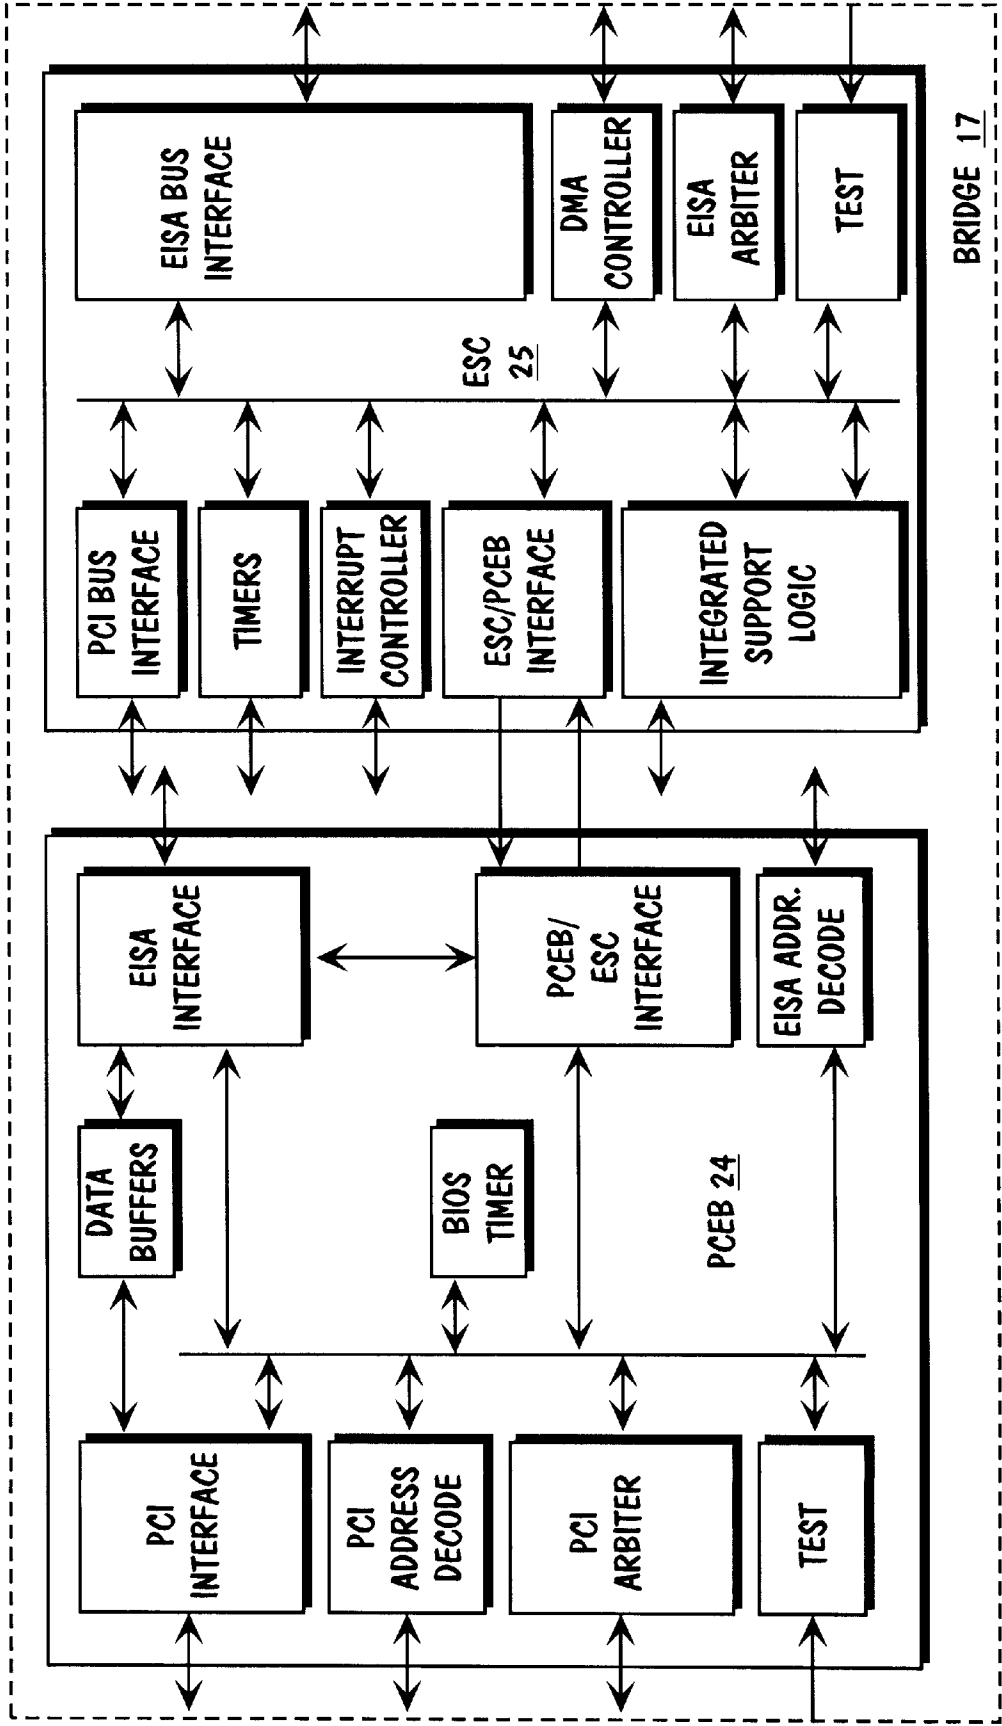 PCI
INTERFACE
PCI
ADDRESS
DECODE
PCI
ARBITER
TEST
DATA
BUFFERS
BIOS
TIMER
PCEB 24
EISA
INTERFACE
PCEB/
ESC
INTERFACE
EISA ADDR.
DECODE
PCI BUS
INTERFACE
TIMERS
INTERRUPT
CONTROLLER
ESC/PCEB
INTERFACE
INTEGRATED
SUPPORT
LOGIC
ESC
25
EISA BUS
INTERFACE
DMA
CONTROLLER
EISA
ARBITER
TEST
BRIDGE 17